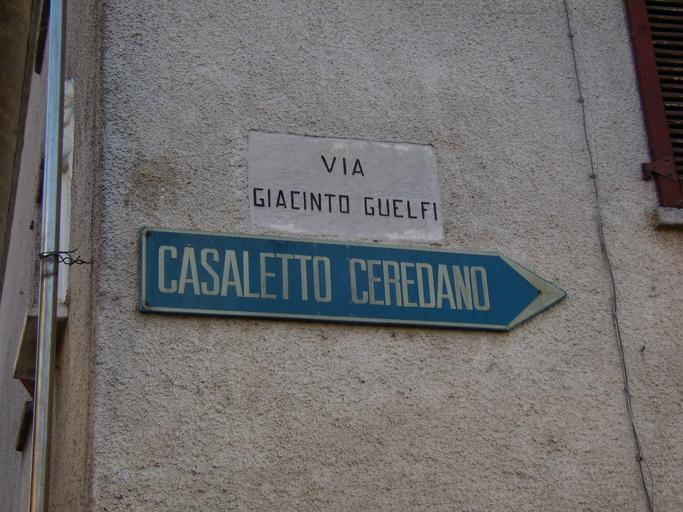 VIA
GIACINTO GUELFI
CASALETTO CEREDANO